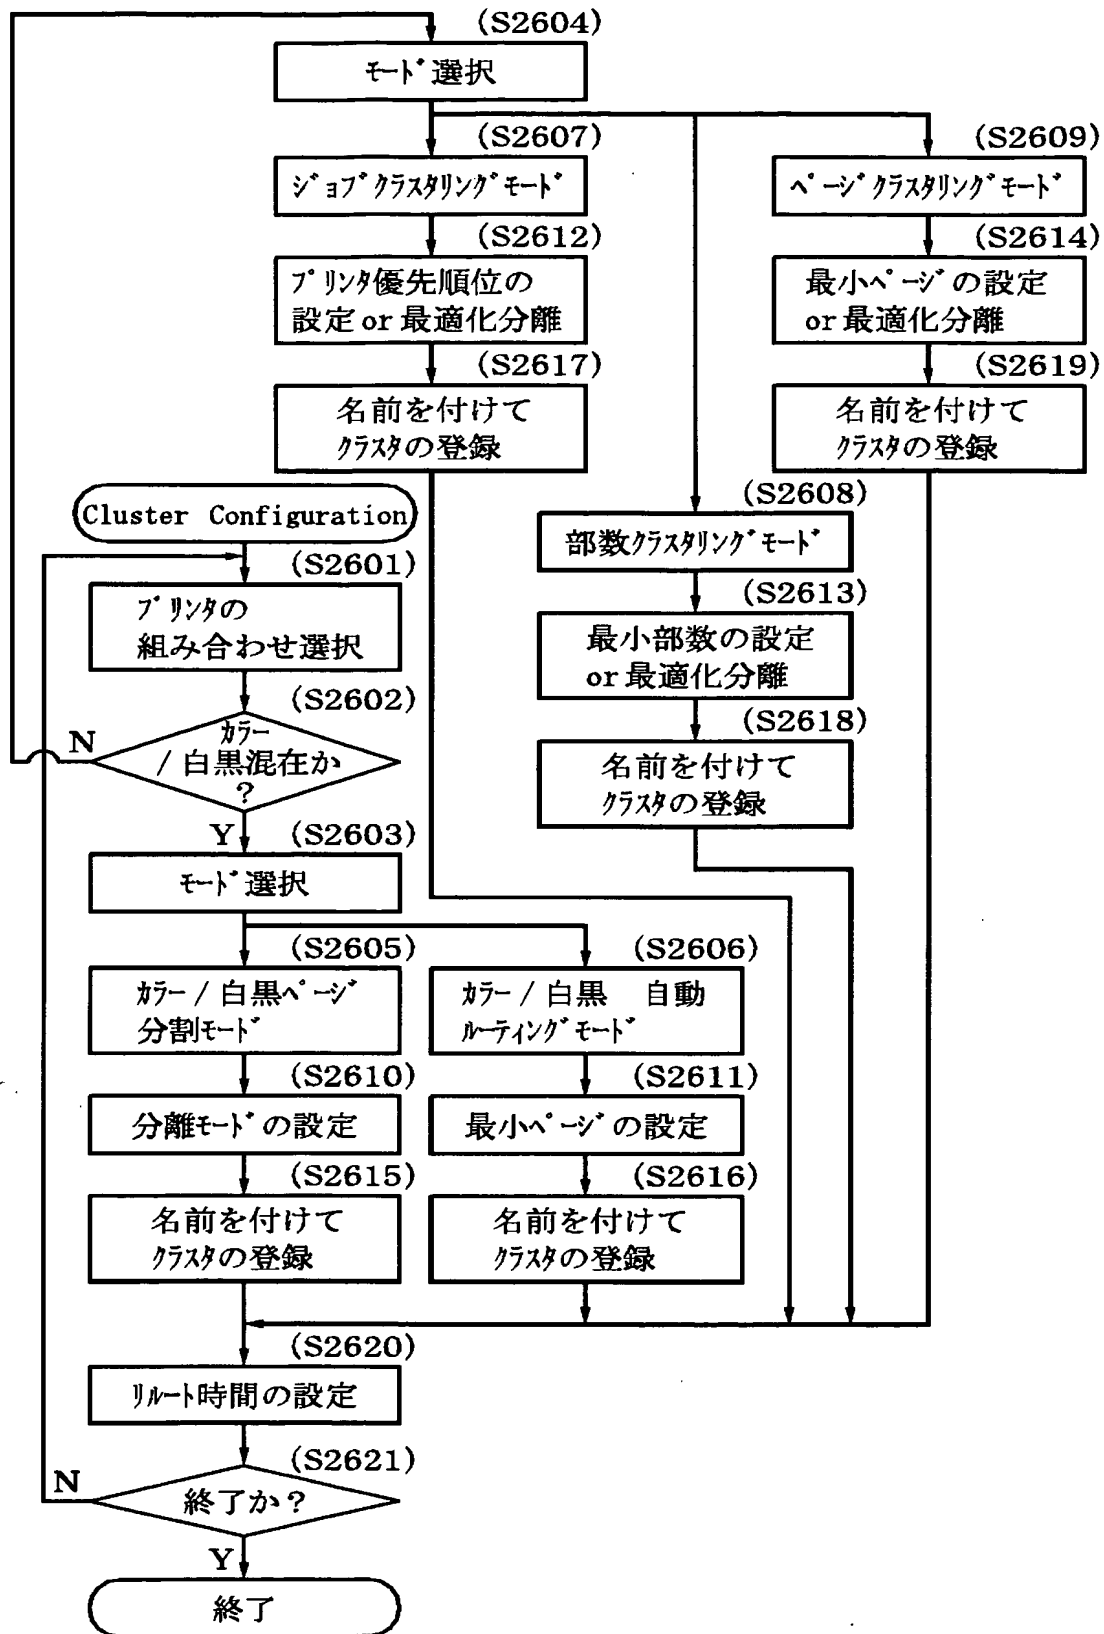 (S2604)
モード選択
(S2607)
ジョブクラスタリングモード
(S2609)
ページクラスタリングモード
(S2612)
プリンタ優先順位の
設定or最適化分離
(S2614)
最小ページの設定
or最適化分離
(S2617)
名前を付けて
クラスタの登録
(S2619)
名前を付けて
クラスタの登録
(S2608)
部数クラスタリングモード
(S2613)
最小部数の設定
or最適化分離
(S2618)
名前を付けて
クラスタの登録
Cluster Configuration
(S2601)
プリンタの
組み合わせ選択
(S2602)
カラー
/白黒混在か
?
N
Y
(S2603)
モード選択
(S2605)
カラー/白黒ページ
分割モード
(S2606)
カラー/白黒 自動
ルーティングモード
(S2610)
分離モードの設定
(S2611)
最小ページの設定
(S2615)
名前を付けて
クラスタの登録
(S2616)
名前を付けて
クラスタの登録
(S2620)
リルート時間の設定
(S2621)
終了か?
N
Y
終了